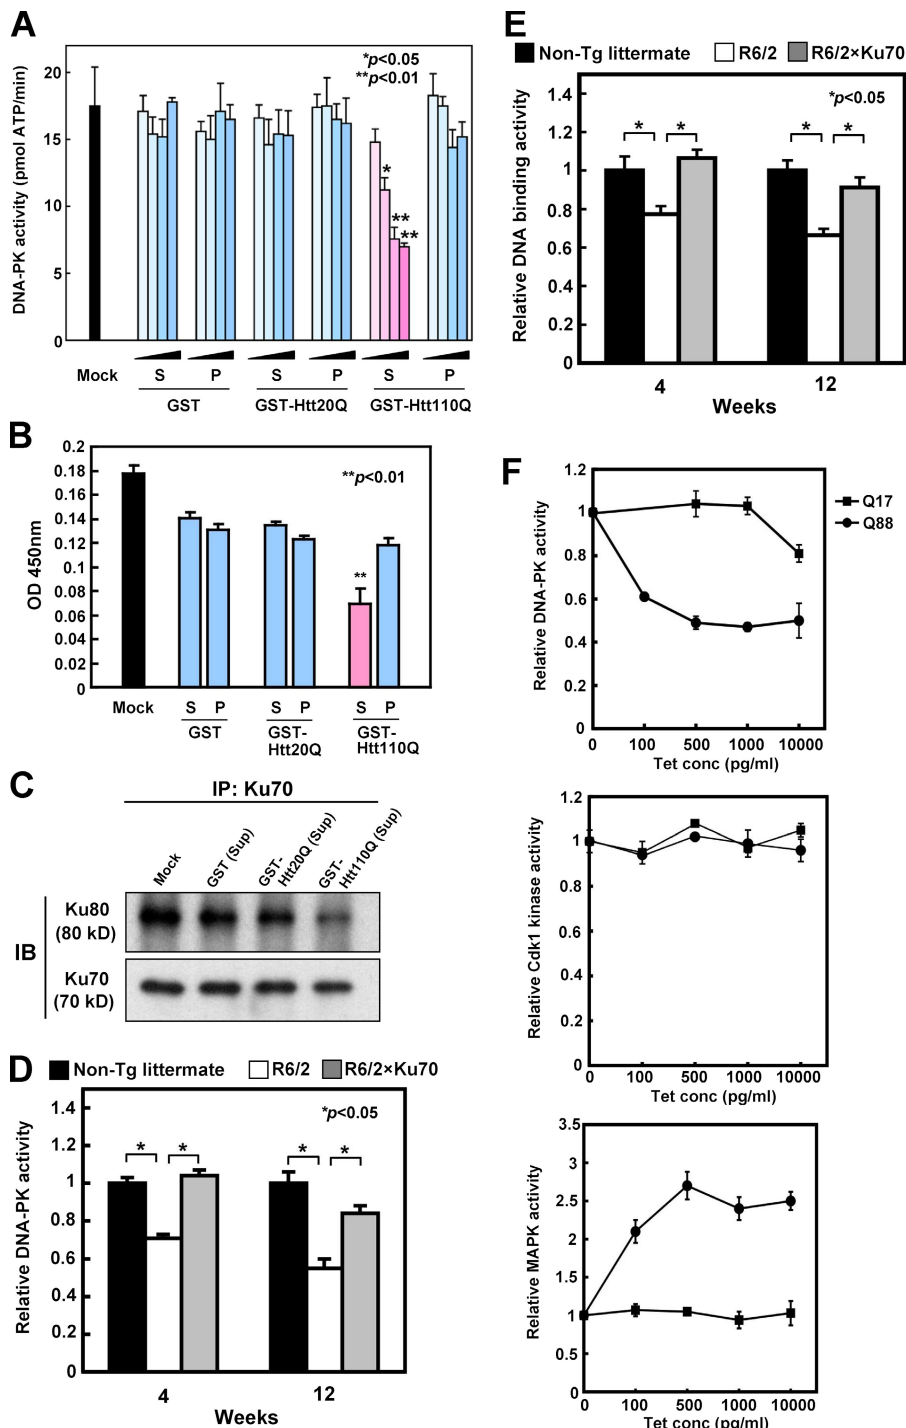 A
*p<0.05
**p<0.01
DNA-PK activity (pmol ATP/min)
20
15
10
5
0
*
**
**
Mock
S
P
S
P
S
P
GST
GST-Htt20Q
GST-Htt110Q
B
**p<0.01
OD 450nm
0.2
0.18
0.16
0.14
0.12
0.1
0.08
0.06
0.04
0.02
0
**
Mock
S P
S P
S P
GST
GST-
Htt20Q
GST-
Htt110Q
C
IP: Ku70
Mock
GST (Sup)
GST-
Htt20Q (Sup)
GST-
Htt110Q (Sup)
IB
Ku80
(80 kD)
Ku70
(70 kD)
D
Non-Tg littermate
R6/2
R6/2×Ku70
*p<0.05
Relative DNA-PK activity
1.4
1.2
1
0.8
0.6
0.4
0.2
0
*
*
*
*
4
12
Weeks
E
Non-Tg littermate
R6/2
R6/2×Ku70
*p<0.05
Relative DNA binding activity
1.4
1.2
1
0.8
0.6
0.4
0.2
0
*
*
*
*
4
12
Weeks
F
Q17
Q88
Relative DNA-PK activity
1.2
1
0.8
0.6
0.4
0.2
0
0 100 500 1000 10000
Tet conc (pg/ml)
Relative Cdk1 kinase activity
1.2
1
0.8
0.6
0.4
0.2
0
0 100 500 1000 10000
Tet conc (pg/ml)
Relative MAPK activity
3.5
3
2.5
2
1.5
1
0.5
0
0 100 500 1000 10000
Tet conc (pg/ml)